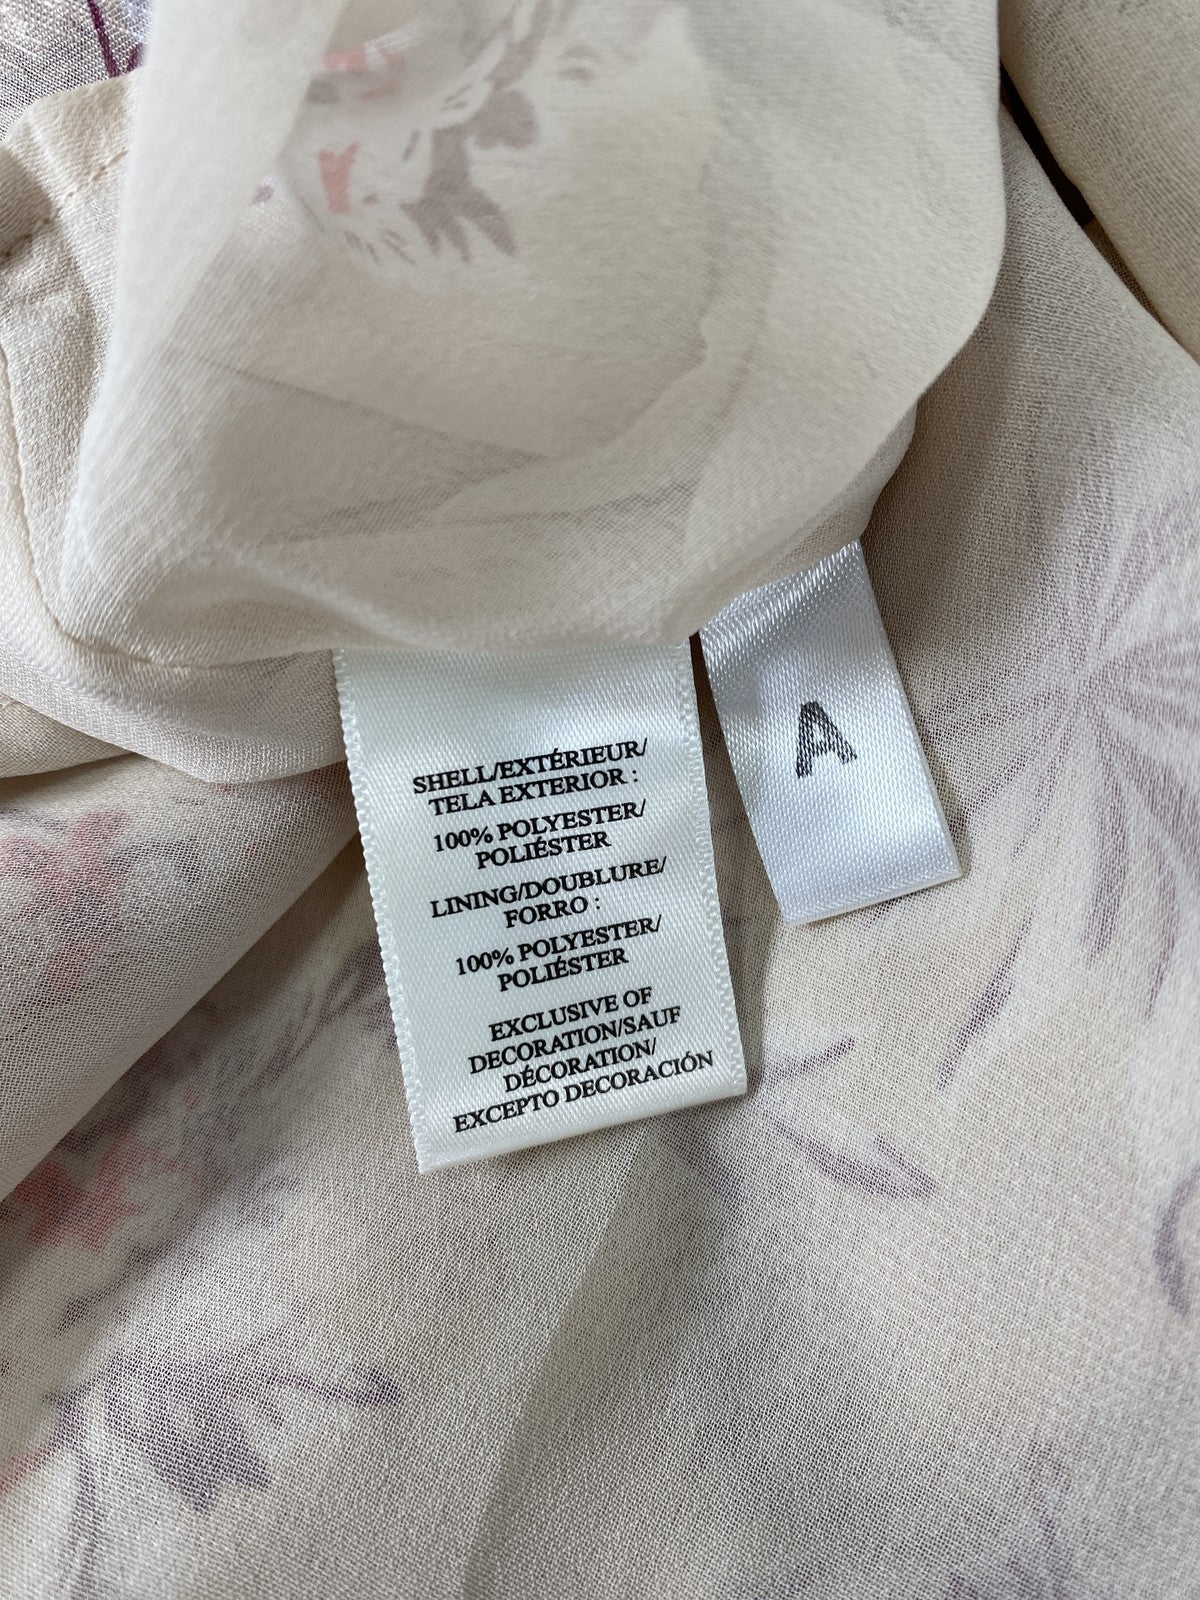 SHELL/EXTÉRIEUR/
TELA EXTERIOR :
100% POLYESTER/
POLIÉSTER
LINING/DOUBLURE/
FORRO :
100% POLYESTER/
POLIÉSTER
EXCLUSIVE OF
DECORATION/SAUF
DÉCORATION/
EXCEPTO DECORACIÓN
A